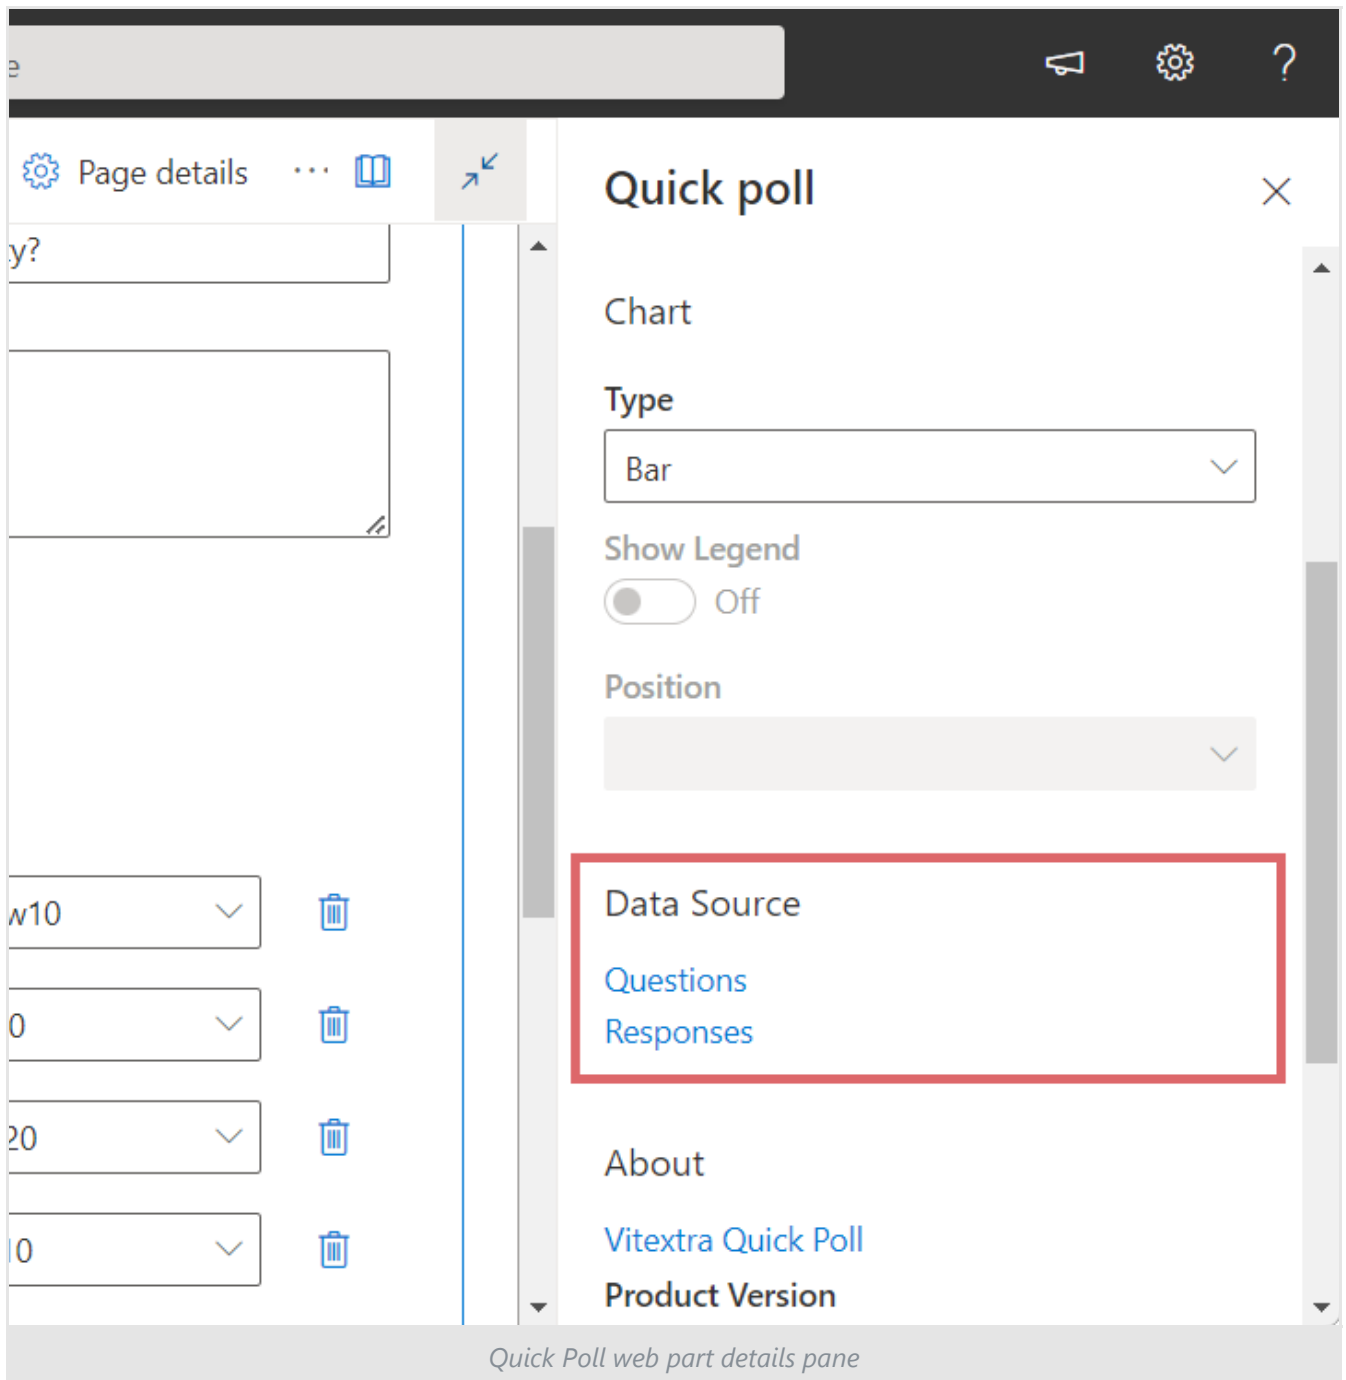 e
?
Page details
Quick poll
y?
Chart
Type
Bar
Show Legend
Off
Position
w10
Data Source
Questions
0
Responses
20
About
10
Vitextra Quick Poll
Product Version
Quick Poll web part details pane